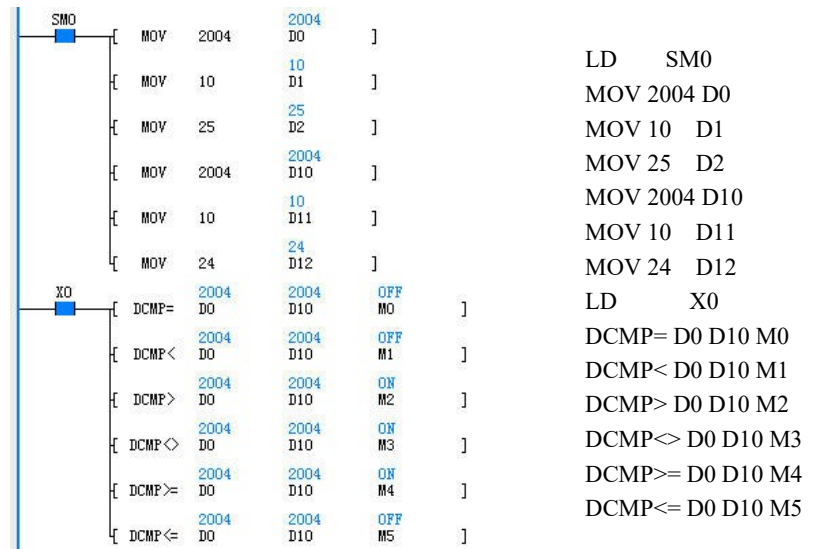 SM0
2004
[ MOV 2004 D0 ]
10
[ MOV 10 D1 ]
25
[ MOV 25 D2 ]
2004
[ MOV 2004 D10 ]
10
[ MOV 10 D11 ]
24
[ MOV 24 D12 ]
X0
2004 2004 OFF
[ DCMP= D0 D10 M0 ]
2004 2004 OFF
[ DCMP< D0 D10 M1 ]
2004 2004 ON
[ DCMP> D0 D10 M2 ]
2004 2004 ON
[ DCMP<> D0 D10 M3 ]
2004 2004 ON
[ DCMP>= D0 D10 M4 ]
2004 2004 OFF
[ DCMP<= D0 D10 M5 ]
LD SM0
MOV 2004 D0
MOV 10 D1
MOV 25 D2
MOV 2004 D10
MOV 10 D11
MOV 24 D12
LD X0
DCMP= D0 D10 M0
DCMP< D0 D10 M1
DCMP> D0 D10 M2
DCMP<> D0 D10 M3
DCMP>= D0 D10 M4
DCMP<= D0 D10 M5